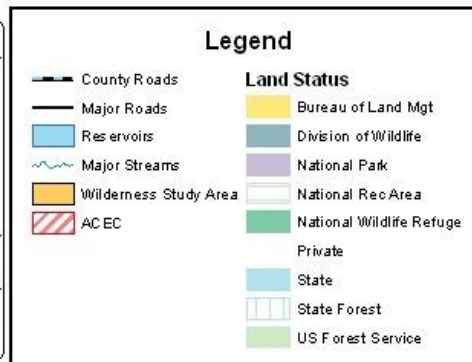 Legend
County Roads
Major Roads
Reservoirs
Major Streams
Wilderness Study Area
ACEC
Land Status
Bureau of Land Mgt
Division of Wildlife
National Park
National Rec Area
National Wildlife Refuge
Private
State
State Forest
US Forest Service